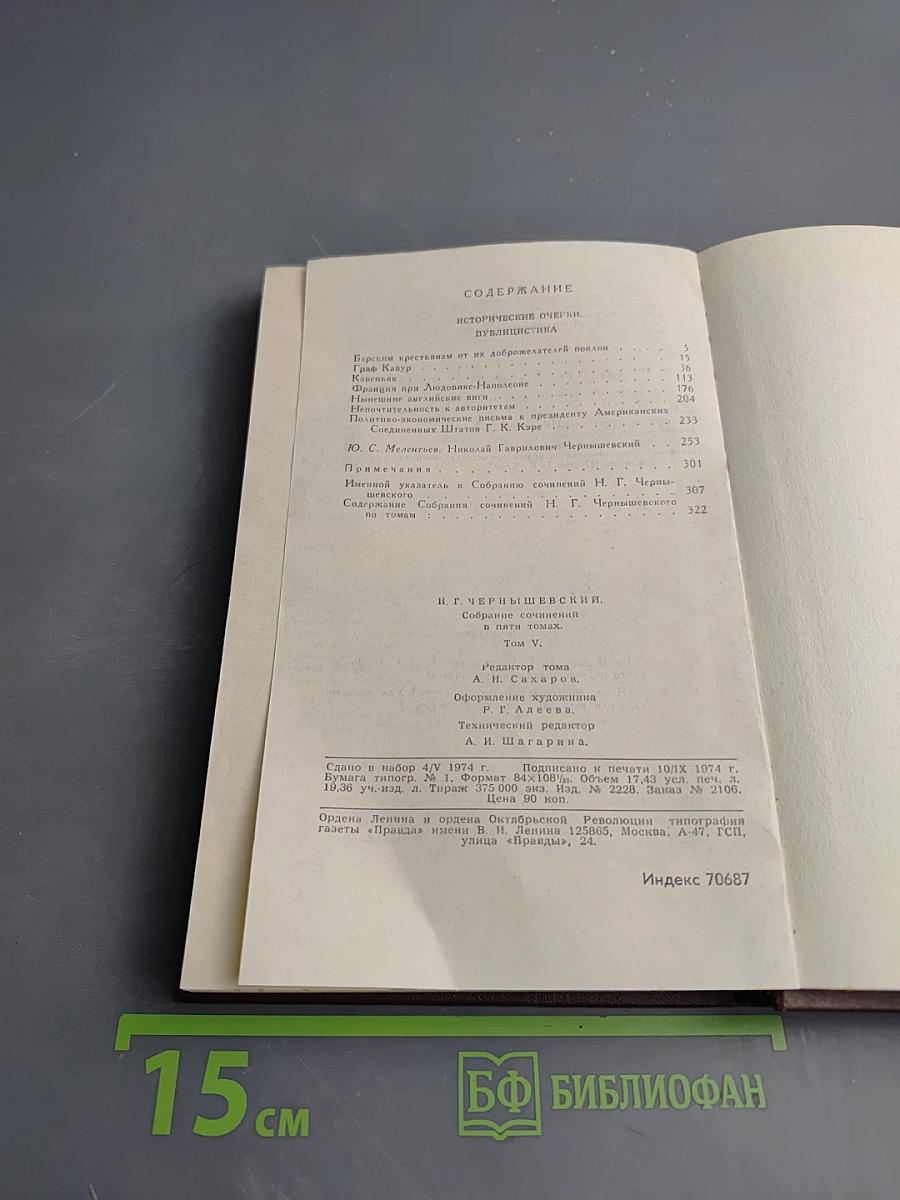 СОДЕРЖАНИЕ
ИСТОРИЧЕСКИЕ ОЧЕРКИ.
ПУБЛИЦИСТИКА
Барским крестьянам от их доброжелателей поклон . . . . 5
Граф Кавур . . . . . . . . . . . . . . . 15
Кавеньяк . . . . . . . . . . . . . . . . 36
Франция при Людовике-Наполеоне . . . . . . . . 113
Нынешние английские виги . . . . . . . . . . 176
Непочтительность к авторитетам . . . . . . . . . 204
Политико-экономические письма к президенту Американских
Соединенных Штатов Г. К. Кэре . . . . . . . . 233
Ю. С. Мелентьев. Николай Гаврилович Чернышевский . . 253
Примечания . . . . . . . . . . . . . . . 301
Именной указатель к Собранию сочинений Н. Г. Черны-
шевского . . . . . . . . . . . . . . . 307
Содержание Собрания сочинений Н. Г. Чернышевского
по томам : . . . . . . . . . . . . . . 322
Н. Г. ЧЕРНЫШЕВСКИЙ.
Собрание сочинений
в пяти томах.
Том V.
Редактор тома
А. Н. Сахаров.
Оформление художника
Р. Г. Алеева.
Технический редактор
А. И. Шагарина.
Сдано в набор 4/V 1974 г. Подписано к печати 10/IX 1974 г.
Бумага типогр. № 1. Формат 84×108¹/₃₂. Объем 17,43 усл. печ. л.
19,36 уч.-изд. л. Тираж 375 000 экз. Изд. № 2228. Заказ № 2106.
Цена 90 коп.
Ордена Ленина и ордена Октябрьской Революции типография
газеты «Правда» имени В. И. Ленина 125865, Москва, А-47, ГСП,
улица «Правды», 24.
Индекс 70687
15 см
БФ БИБЛИОФАН